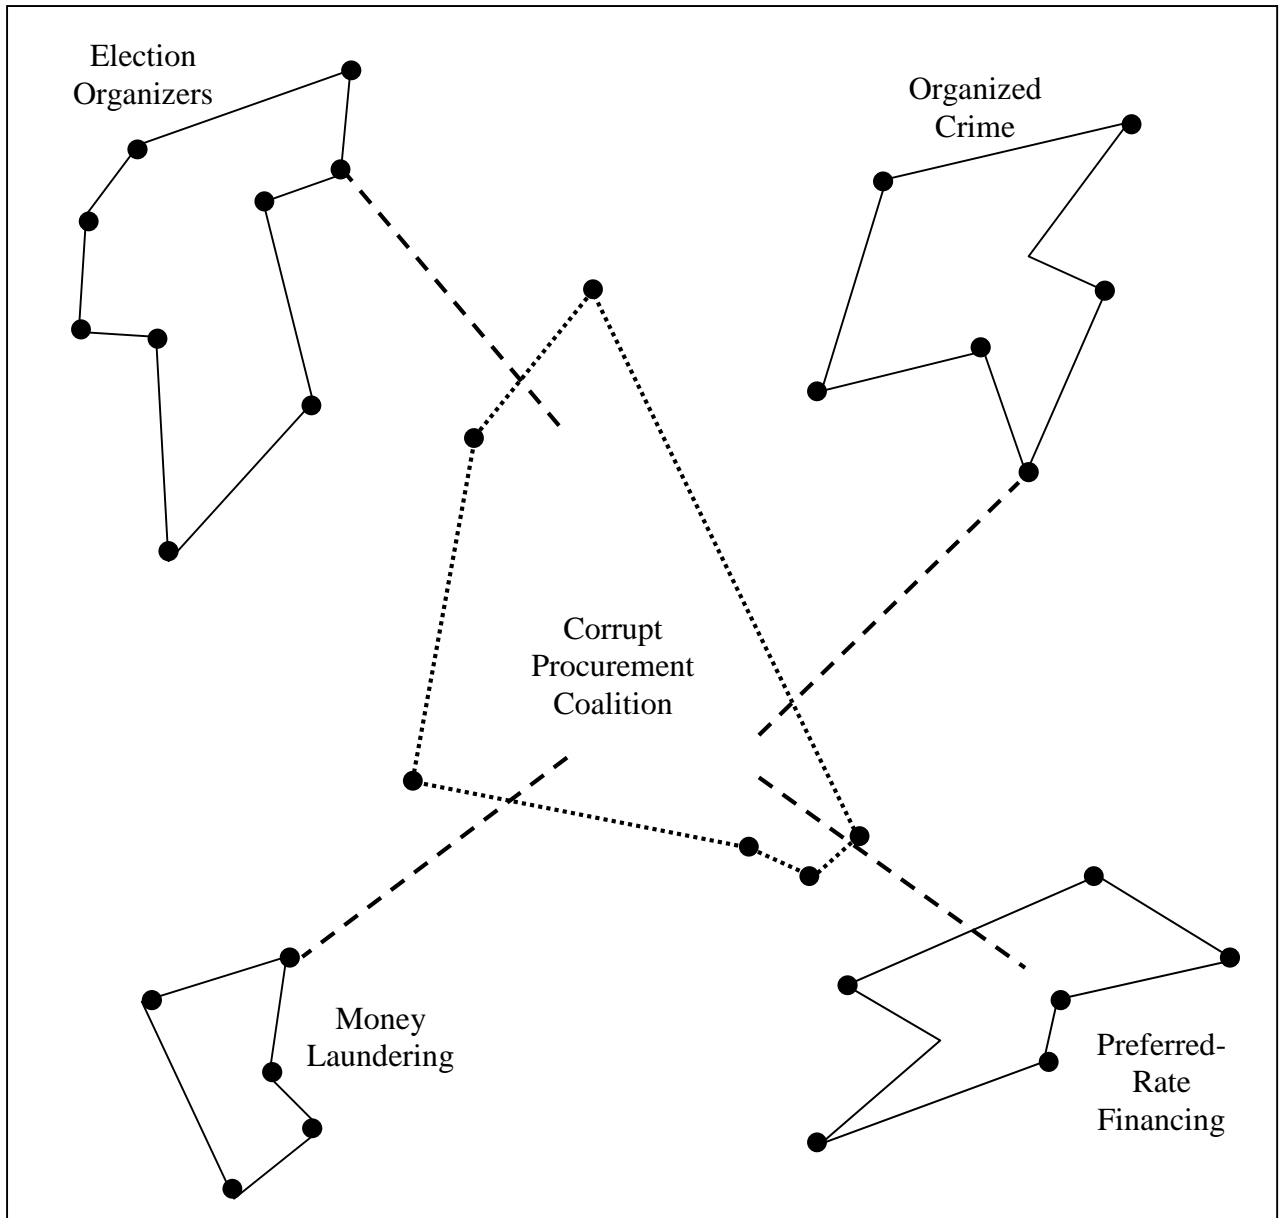 Election
Organizers
Organized
Crime
Corrupt
Procurement
Coalition
Money
Laundering
Preferred-
Rate
Financing